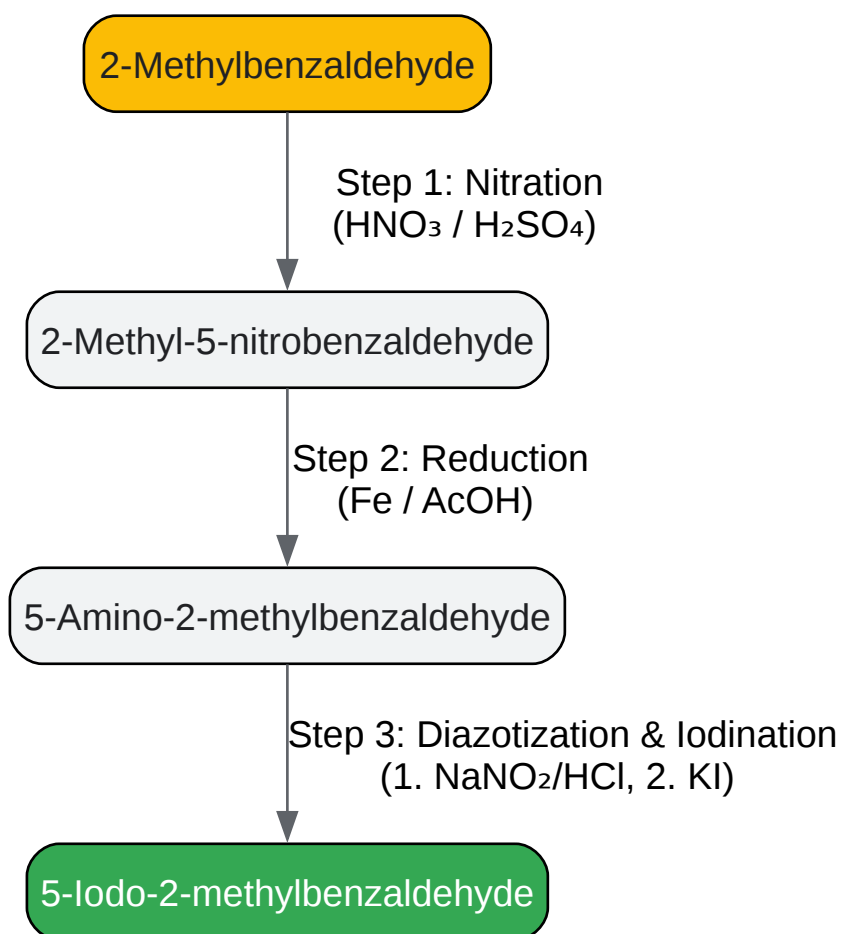 2-Methylbenzaldehyde
Step 1: Nitration
(HNO₃ / H₂SO₄)
2-Methyl-5-nitrobenzaldehyde
Step 2: Reduction
(Fe / AcOH)
5-Amino-2-methylbenzaldehyde
Step 3: Diazotization & Iodination
(1. NaNO₂/HCl, 2. KI)
5-Iodo-2-methylbenzaldehyde